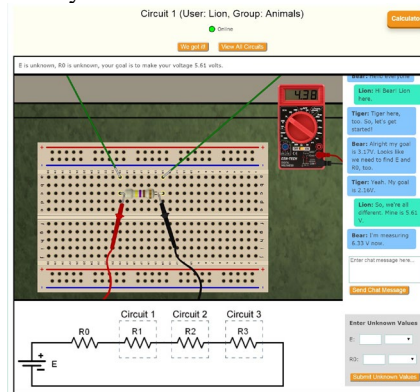 Circuit 1 (User: Lion, Group: Animals)
Calculator
Online
We got it!
View All Circuits
E is unknown, R0 is unknown, your goal is to make your voltage 5.61 volts.
4.38
Lion: Hi Bear! Lion
here.
Tiger: Tiger here,
too. So, let's get
started!
Bear: Alright my goal
is 3.17V. Looks like
we need to find E and
R0, too.
Tiger: Yeah. My goal
is 2.16V.
Lion: So, we're all
different. Mine is 5.61
V.
Bear: I'm measuring
6.33 V now.
Enter chat message here...
Send Chat Message
Circuit 1 Circuit 2 Circuit 3
R0 R1 R2 R3
E
Enter Unknown Values
E:
R0:
Submit Unknown Values